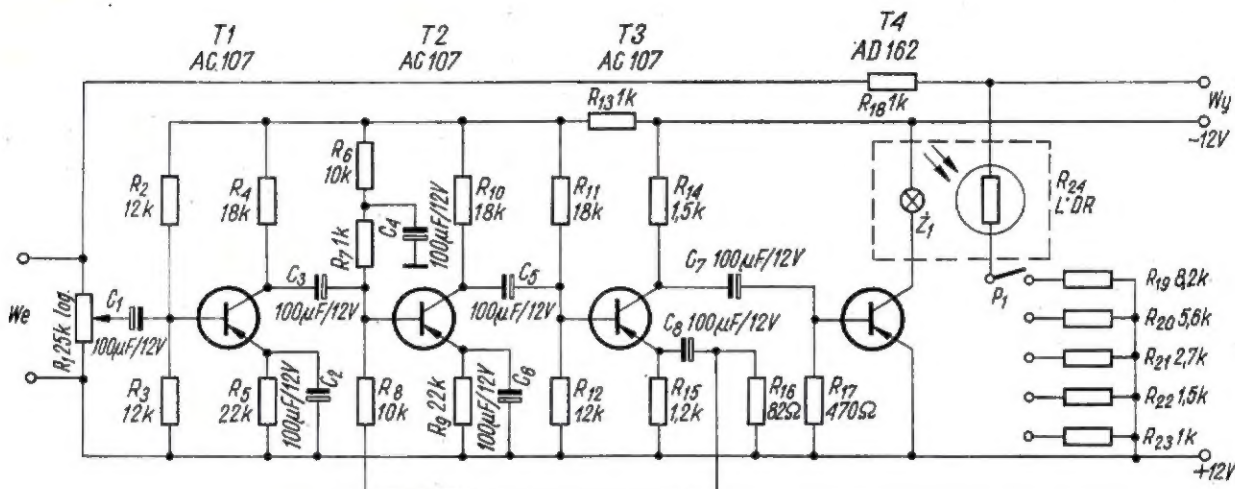 T1
AC107
T2
AC107
T3
AC107
T4
AD162
R13 1k
R18 1k
Wy
-12V
R2
12k
R4
18k
R6
10k
R7 1k
C4
100µF/12V
R10
18k
R11
18k
R14
1,5k
Ż1
R24
LDR
We
R1 25k log.
C1
100µF/12V
C3
100µF/12V
C5
100µF/12V
C7 100µF/12V
C8 100µF/12V
P1
R19 8,2k
R20 5,6k
R21 2,7k
R22 1,5k
R23 1k
R3
12k
R5
22k
100µF/12V
C2
R8
10k
R9 22k
100µF/12V
C6
R12
12k
R15
1,2k
R16
82Ω
R17
470Ω
+12V